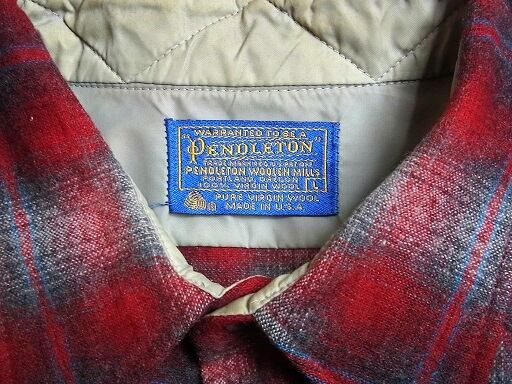 WARRANTED TO BE A
"PENDLETON"
TRADE MARK REG U.S. PAT. OFF.
PENDLETON WOOLEN MILLS
PORTLAND, OREGON
100% VIRGIN WOOL L
PURE VIRGIN WOOL
MADE IN U.S.A.